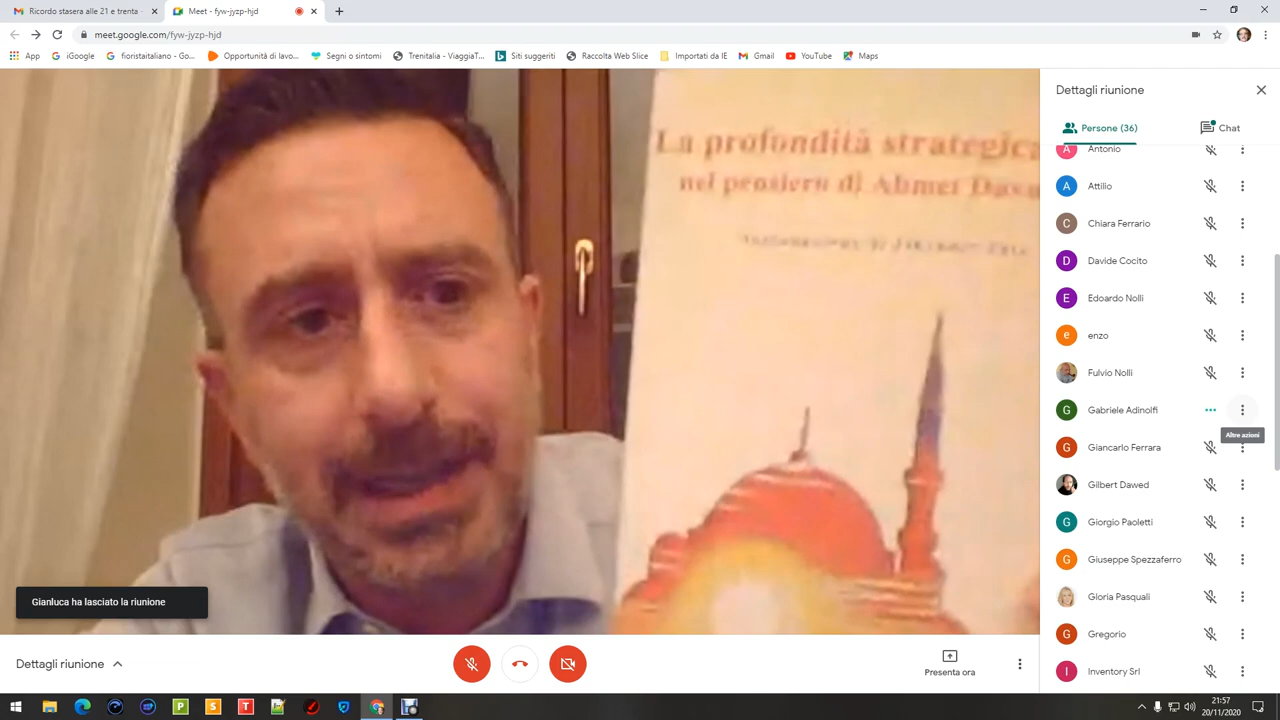 Ricordo stasera alle 21 e trenta -
Meet - fyw-jyzp-hjd
meet.google.com/fyw-jyzp-hjd
App
iGoogle
fioristaitaliano - Go...
Opportunità di lavo...
Segni o sintomi
Trenitalia - ViaggiaT...
Siti suggeriti
Raccolta Web Slice
Importati da IE
Gmail
YouTube
Maps
La profondità strategica
nel pensiero di Ahmet Davu
Gianluca ha lasciato la riunione
Dettagli riunione
Presenta ora
Dettagli riunione
Persone (36)
Chat
A Antonio
A Attilio
C Chiara Ferrario
D Davide Cocito
E Edoardo Nolli
e enzo
Fulvio Nolli
G Gabriele Adinolfi
Altre azioni
G Giancarlo Ferrara
Gilbert Dawed
G Giorgio Paoletti
G Giuseppe Spezzaferro
Gloria Pasquali
G Gregorio
I Inventory Srl
P
S
T
21:57
20/11/2020